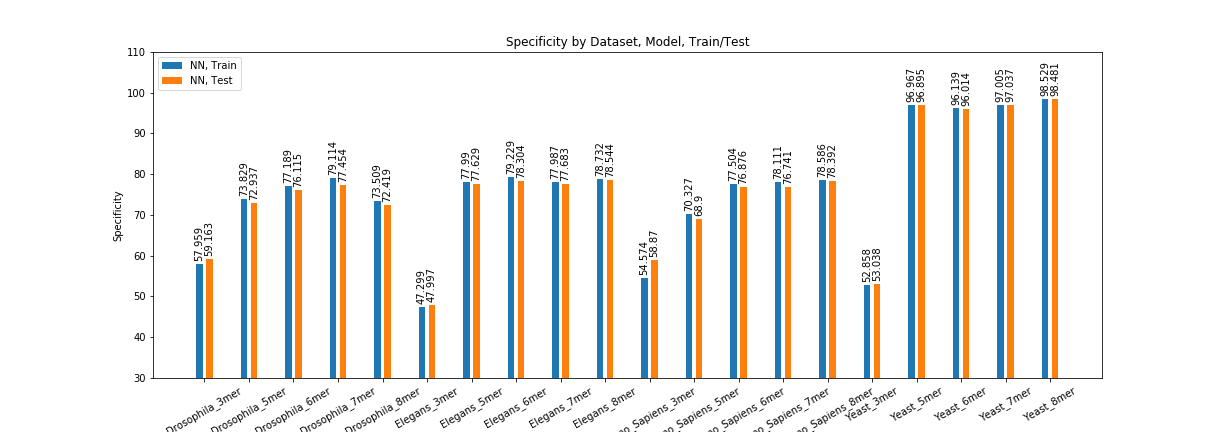 Specificity by Dataset, Model, Train/Test
NN, Train
NN, Test
Specificity
110
100
90
80
70
60
50
40
30
57.959
59.163
73.829
72.937
77.189
76.115
79.114
77.454
73.509
72.419
47.299
47.997
77.99
77.629
79.229
78.304
77.987
77.683
78.732
78.544
54.574
58.87
70.327
68.9
77.504
76.876
78.111
76.741
78.586
78.392
52.858
53.038
96.967
96.895
96.139
96.014
97.005
97.037
98.529
98.481
Drosophila_3mer
Drosophila_5mer
Drosophila_6mer
Drosophila_7mer
Drosophila_8mer
Elegans_3mer
Elegans_5mer
Elegans_6mer
Elegans_7mer
Elegans_8mer
no_Sapiens_3mer
no_Sapiens_5mer
no_Sapiens_6mer
no_Sapiens_7mer
no_Sapiens_8mer
Yeast_3mer
Yeast_5mer
Yeast_6mer
Yeast_7mer
Yeast_8mer